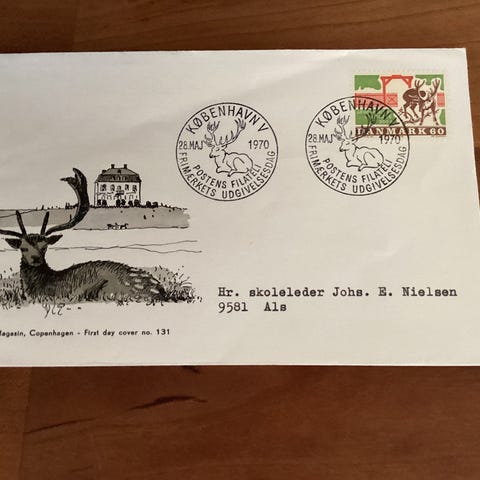 KØBENHAVN V
28.MAJ 1970
POSTENS FILATELI
FRIMÆRKETS UDGIVELSESDAG
KØBENHAVN V
28.MAJ 1970
POSTENS FILATELI
FRIMÆRKETS UDGIVELSESDAG
DANMARK 60
Hr. skoleleder Johs. E. Nielsen
9581 Als
Magasin, Copenhagen - First day cover no. 131